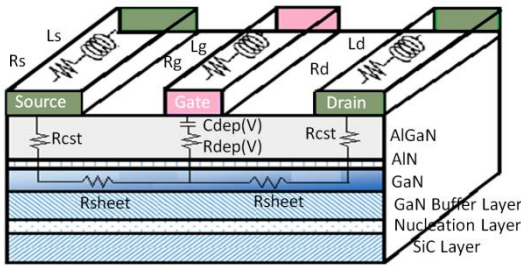 Ls
Rs
Lg
Rg
Ld
Rd
Source
Gate
Drain
Cdep(V)
Rcst
Rdep(V)
Rcst
AlGaN
AlN
GaN
Rsheet
Rsheet
GaN Buffer Layer
Nucleation Layer
SiC Layer